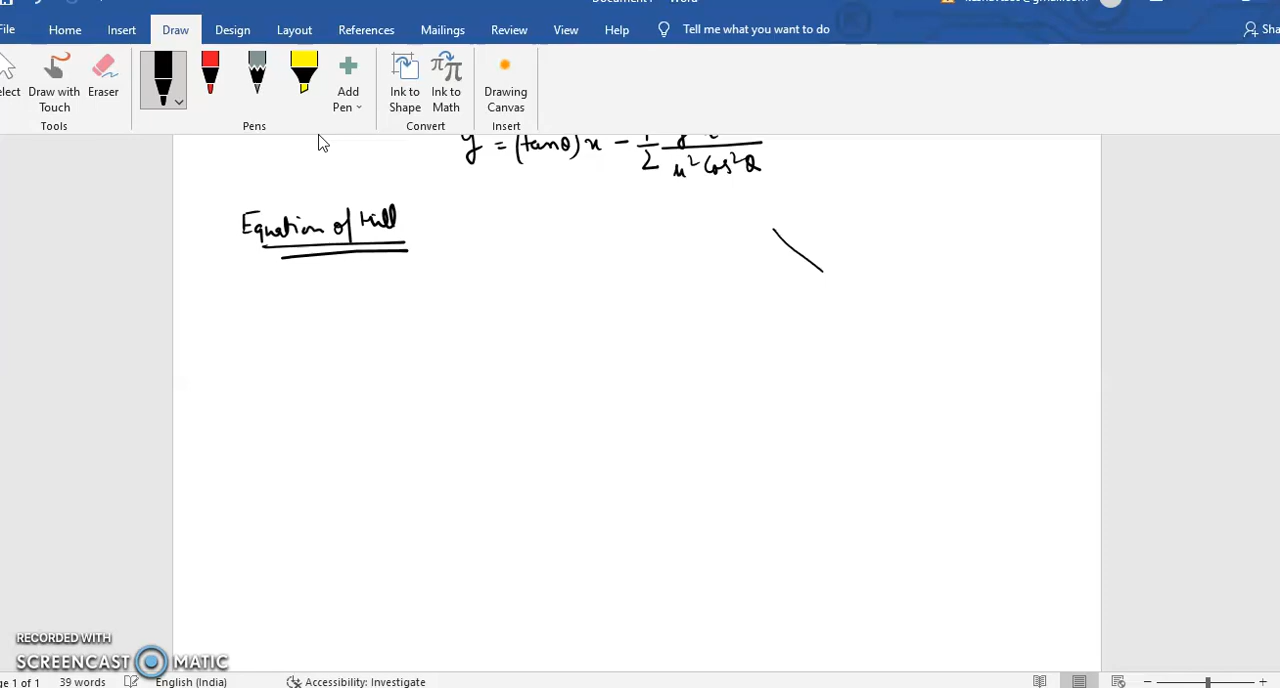 Word
File Home Insert Draw Design Layout References Mailings Review View Help Tell me what you want to do
Draw with Touch Eraser Add Pen Ink to Shape Ink to Math Drawing Canvas
Tools Pens Convert Insert
y = (tanθ)x − 1/2 u² Cos²θ
Equation of Hill
RECORDED WITH
SCREENCAST MATIC
1 of 1 39 words English (India) Accessibility: Investigate